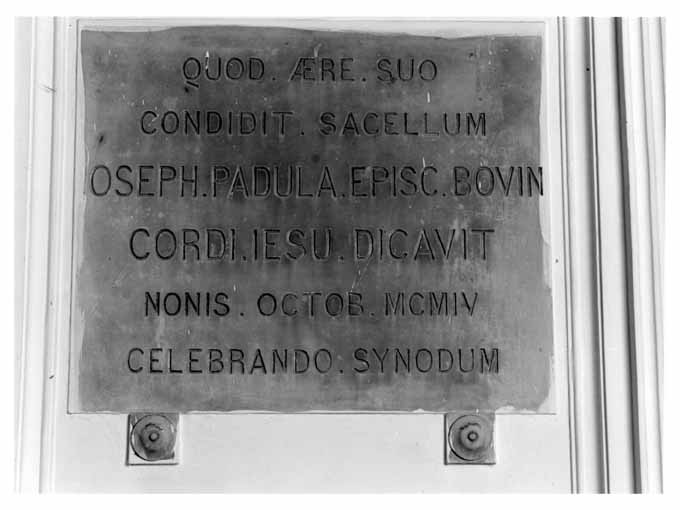 QUOD. ÆRE. SUO
CONDIDIT. SACELLUM
OSEPH. PADULA. EPISC. BOVIN
CORDI. IESU. DICAVIT
NONIS. OCTOB. MCMIV
CELEBRANDO. SYNODUM